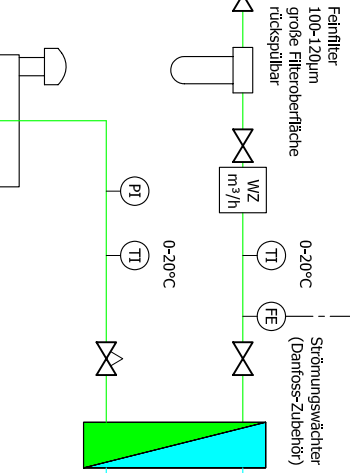 Feinfilter
100-120µm
große Filteroberfläche
rückspülbar
WZ
m³/h
PI
TI
0-20°C
TI
0-20°C
FE
Strömungswächter
(Danfoss-Zubehör)